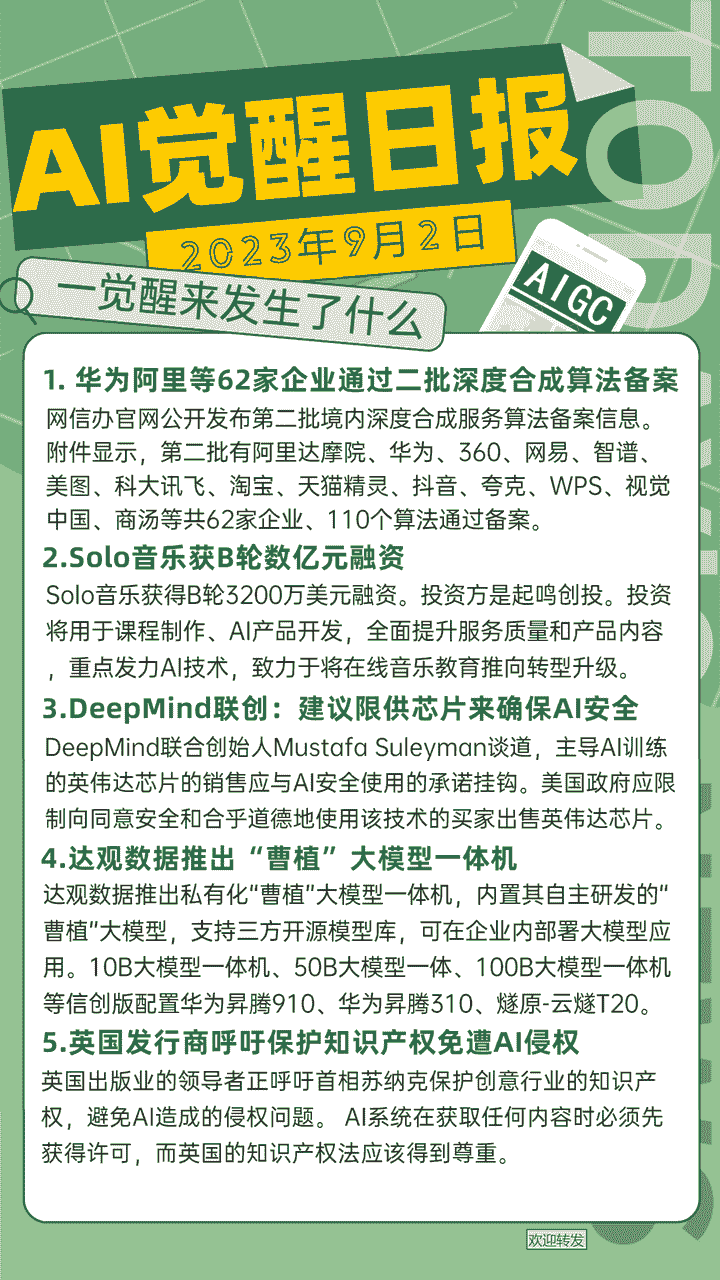 AI觉醒日报
2023年9月2日
一觉醒来发生了什么
AIGC
1. 华为阿里等62家企业通过二批深度合成算法备案
网信办官网公开发布第二批境内深度合成服务算法备案信息。
附件显示，第二批有阿里达摩院、华为、360、网易、智谱、
美图、科大讯飞、淘宝、天猫精灵、抖音、夸克、WPS、视觉
中国、商汤等共62家企业、110个算法通过备案。
2.Solo音乐获B轮数亿元融资
Solo音乐获得B轮3200万美元融资。投资方是起鸣创投。投资
将用于课程制作、AI产品开发，全面提升服务质量和产品内容
，重点发力AI技术，致力于将在线音乐教育推向转型升级。
3.DeepMind联创：建议限供芯片来确保AI安全
DeepMind联合创始人Mustafa Suleyman谈道，主导AI训练
的英伟达芯片的销售应与AI安全使用的承诺挂钩。美国政府应限
制向同意安全和合乎道德地使用该技术的买家出售英伟达芯片。
4.达观数据推出“曹植”大模型一体机
达观数据推出私有化“曹植”大模型一体机，内置其自主研发的“
曹植”大模型，支持三方开源模型库，可在企业内部署大模型应
用。10B大模型一体机、50B大模型一体、100B大模型一体机
等信创版配置华为昇腾910、华为昇腾310、燧原-云燧T20。
5.英国发行商呼吁保护知识产权免遭AI侵权
英国出版业的领导者正呼吁首相苏纳克保护创意行业的知识产
权，避免AI造成的侵权问题。 AI系统在获取任何内容时必须先
获得许可，而英国的知识产权法应该得到尊重。
欢迎转发